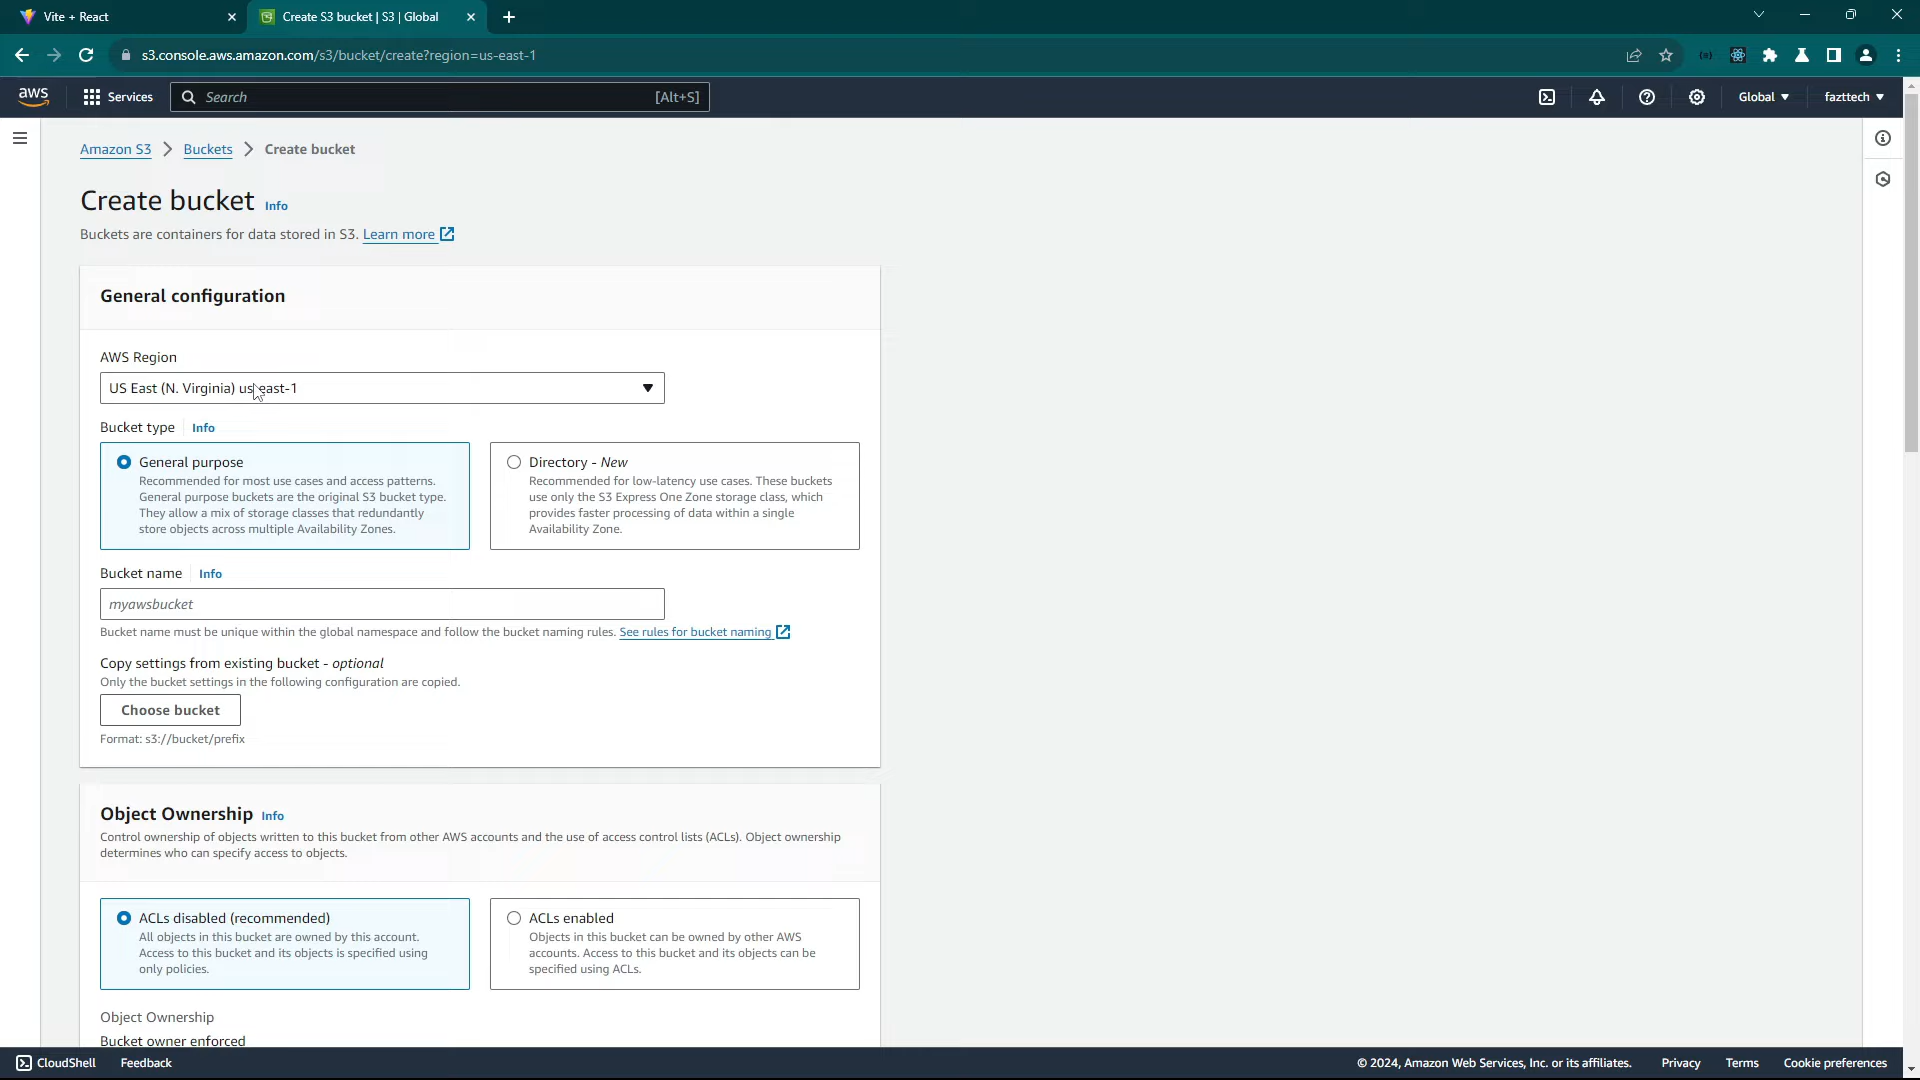 Vite + React
Create S3 bucket | S3 | Global
s3.console.aws.amazon.com/s3/bucket/create?region=us-east-1
aws
Services
Search
[Alt+S]
Global
fazttech
Amazon S3
Buckets
Create bucket
Create bucket Info
Buckets are containers for data stored in S3. Learn more
General configuration
AWS Region
US East (N. Virginia) us-east-1
Bucket type Info
General purpose
Recommended for most use cases and access patterns.
General purpose buckets are the original S3 bucket type.
They allow a mix of storage classes that redundantly
store objects across multiple Availability Zones.
Directory - New
Recommended for low-latency use cases. These buckets
use only the S3 Express One Zone storage class, which
provides faster processing of data within a single
Availability Zone.
Bucket name Info
myawsbucket
Bucket name must be unique within the global namespace and follow the bucket naming rules. See rules for bucket naming
Copy settings from existing bucket - optional
Only the bucket settings in the following configuration are copied.
Choose bucket
Format: s3://bucket/prefix
Object Ownership Info
Control ownership of objects written to this bucket from other AWS accounts and the use of access control lists (ACLs). Object ownership
determines who can specify access to objects.
ACLs disabled (recommended)
All objects in this bucket are owned by this account.
Access to this bucket and its objects is specified using
only policies.
ACLs enabled
Objects in this bucket can be owned by other AWS
accounts. Access to this bucket and its objects can be
specified using ACLs.
Object Ownership
Bucket owner enforced
CloudShell
Feedback
© 2024, Amazon Web Services, Inc. or its affiliates.
Privacy
Terms
Cookie preferences